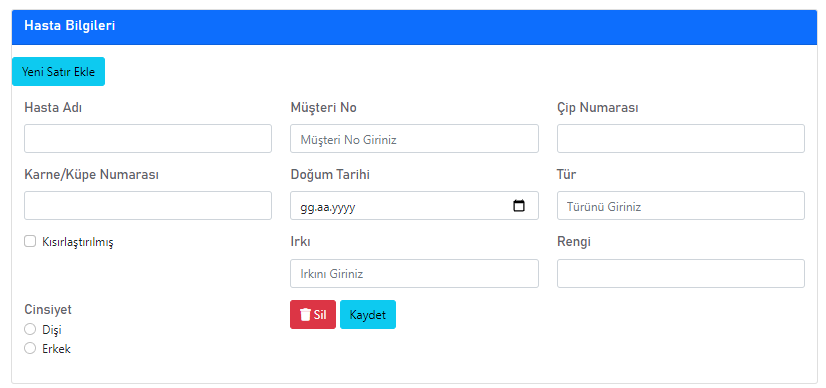 Hasta Bilgileri
Yeni Satır Ekle
Hasta Adı
Müşteri No
Çip Numarası
Müşteri No Giriniz
Karne/Küpe Numarası
Doğum Tarihi
Tür
gg.aa.yyyy
Türünü Giriniz
Kısırlaştırılmış
Irkı
Rengi
Irkını Giriniz
Cinsiyet
Sil
Kaydet
Dişi
Erkek